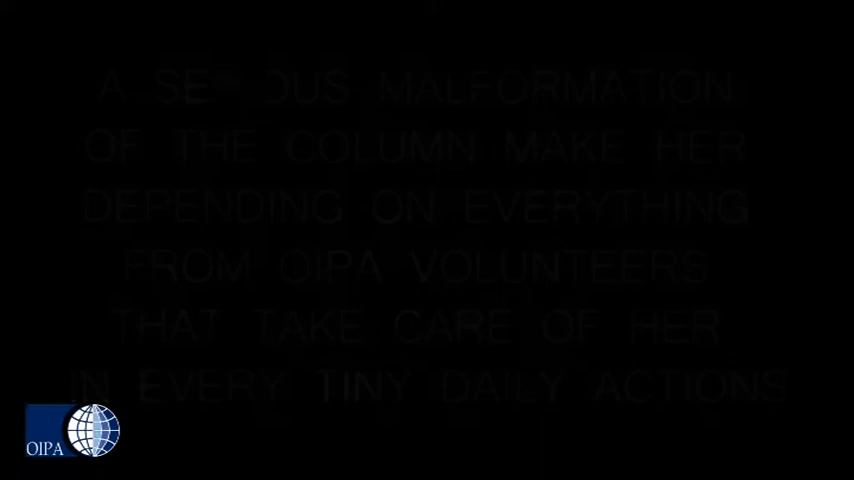 A SERIOUS MALFORMATION
OF THE COLUMN MAKE HER
DEPENDING ON EVERYTHING
FROM OIPA VOLUNTEERS
THAT TAKE CARE OF HER
IN EVERY TINY DAILY ACTIONS
OIPA